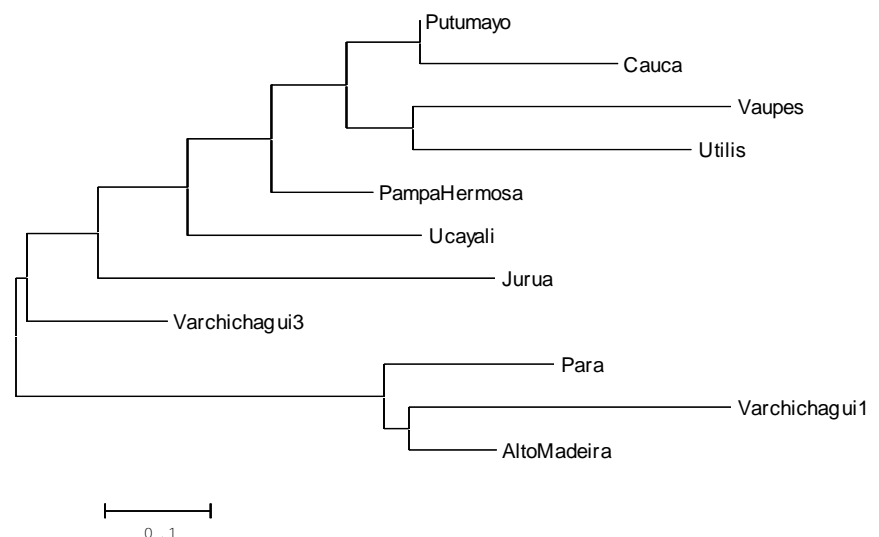 Putumayo
Cauca
Vaupes
Utilis
PampaHermosa
Ucayali
Jurua
Varchichagui3
Para
Varchichagui1
AltoMadeira
0.1